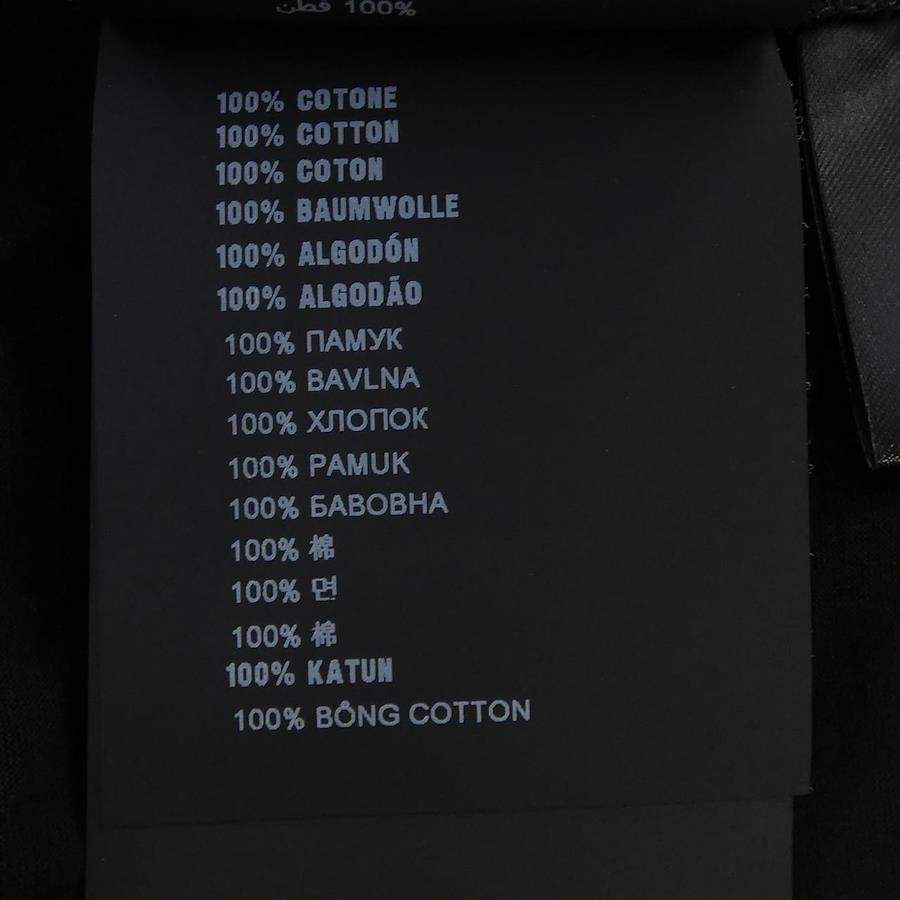 100% قطن
100% COTONE
100% COTTON
100% COTON
100% BAUMWOLLE
100% ALGODÓN
100% ALGODÃO
100% ПАМУК
100% BAVLNA
100% ХЛОПОК
100% PAMUK
100% БАВОВНА
100% 棉
100% 면
100% 棉
100% KATUN
100% BÔNG COTTON